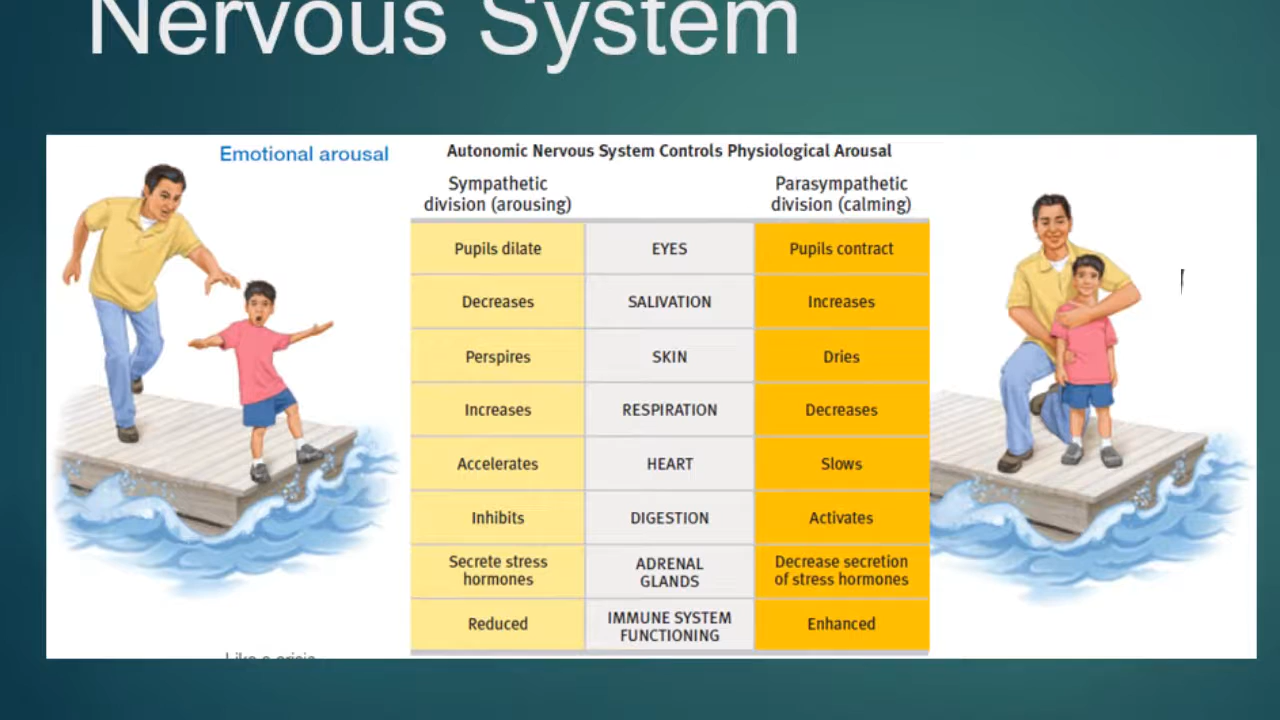 Nervous System
Emotional arousal
Autonomic Nervous System Controls Physiological Arousal
Sympathetic
division (arousing)
Parasympathetic
division (calming)
Pupils dilate
EYES
Pupils contract
Decreases
SALIVATION
Increases
Perspires
SKIN
Dries
Increases
RESPIRATION
Decreases
Accelerates
HEART
Slows
Inhibits
DIGESTION
Activates
Secrete stress
hormones
ADRENAL
GLANDS
Decrease secretion
of stress hormones
Reduced
IMMUNE SYSTEM
FUNCTIONING
Enhanced
Like a crisis